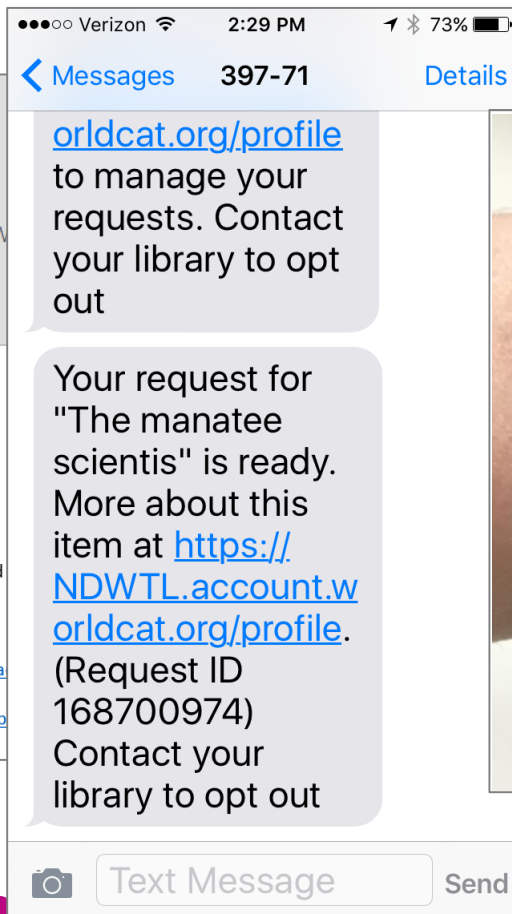 Verizon 2:29 PM 73%
Messages 397-71 Details
orldcat.org/profile
to manage your
requests. Contact
your library to opt
out
Your request for
"The manatee
scientis" is ready.
More about this
item at https://
NDWTL.account.w
orldcat.org/profile.
(Request ID
168700974)
Contact your
library to opt out
Text Message Send